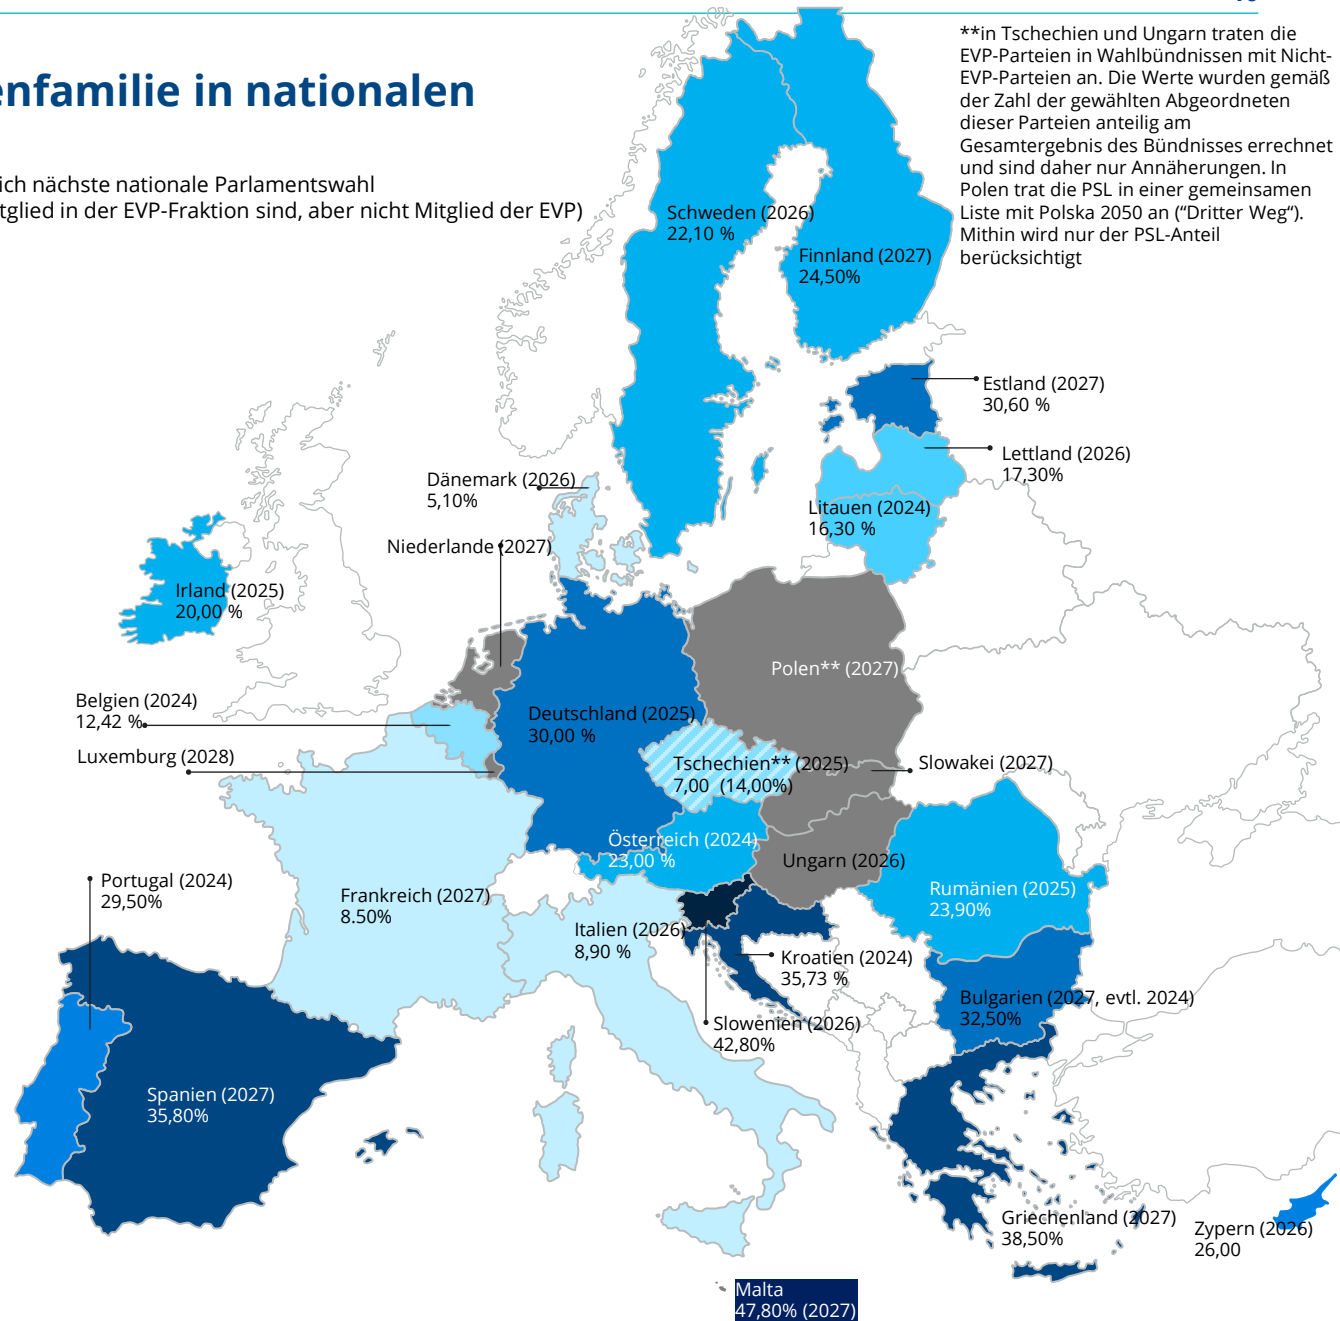 enfamilie in nationalen
ich nächste nationale Parlamentswahl
tglied in der EVP-Fraktion sind, aber nicht Mitglied der EVP)
**in Tschechien und Ungarn traten die
EVP-Parteien in Wahlbündnissen mit Nicht-
EVP-Parteien an. Die Werte wurden gemäß
der Zahl der gewählten Abgeordneten
dieser Parteien anteilig am
Gesamtergebnis des Bündnisses errechnet
und sind daher nur Annäherungen. In
Polen trat die PSL in einer gemeinsamen
Liste mit Polska 2050 an (“Dritter Weg“).
Mithin wird nur der PSL-Anteil
berücksichtigt
Schweden (2026)
22,10 %
Finnland (2027)
24,50%
Estland (2027)
30,60 %
Lettland (2026)
17,30%
Dänemark (2026)
5,10%
Litauen (2024)
16,30 %
Niederlande (2027)
Irland (2025)
20,00 %
Polen** (2027)
Belgien (2024)
12,42 %
Deutschland (2025)
30,00 %
Luxemburg (2028)
Tschechien** (2025)
7,00  (14,00%)
Slowakei (2027)
Österreich (2024)
23,00 %
Ungarn (2026)
Portugal (2024)
29,50%
Frankreich (2027)
8.50%
Rumänien (2025)
23,90%
Italien (2026)
8,90 %
Kroatien (2024)
35,73 %
Bulgarien (2027, evtl. 2024)
32,50%
Slowenien (2026)
42,80%
Spanien (2027)
35,80%
Griechenland (2027)
38,50%
Zypern (2026)
26,00
Malta
47,80% (2027)